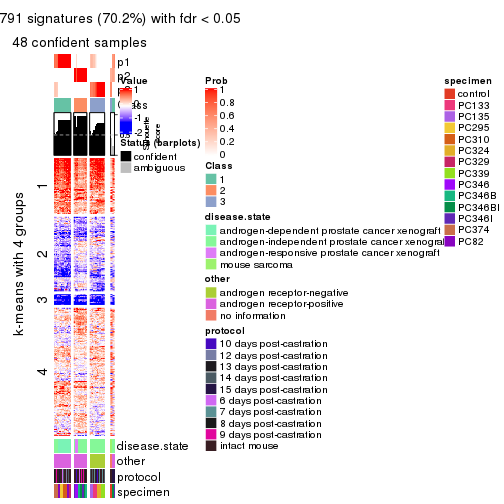 791 signatures (70.2%) with fdr < 0.05
48 confident samples
p1
p2
Class
Value
1
0
-1
-2
Silhouette
score
Status (barplots)
confident
ambiguous
k-means with 4 groups
1
2
3
4
disease.state
other
protocol
specimen
Prob
1
0.8
0.6
0.4
0.2
0
Class
1
2
3
disease.state
androgen-dependent prostate cancer xenograft
androgen-independent prostate cancer xenograft
androgen-responsive prostate cancer xenograft
mouse sarcoma
other
androgen receptor-negative
androgen receptor-positive
no information
protocol
10 days post-castration
12 days post-castration
13 days post-castration
14 days post-castration
15 days post-castration
6 days post-castration
7 days post-castration
8 days post-castration
9 days post-castration
intact mouse
specimen
control
PC133
PC135
PC295
PC310
PC324
PC329
PC339
PC346
PC346B
PC346BI
PC346I
PC374
PC82